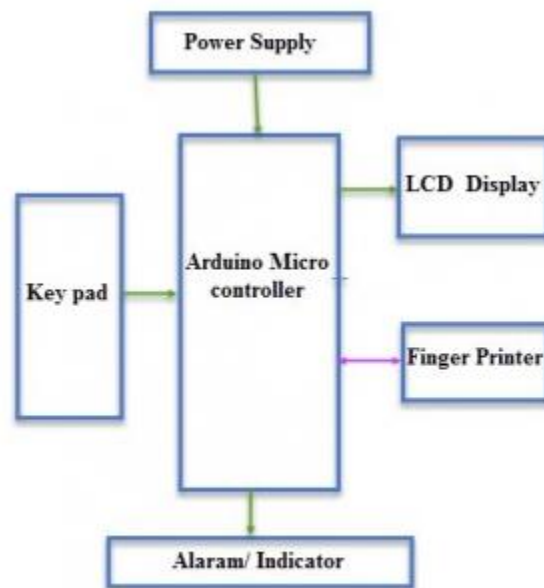 Power Supply
LCD Display
Arduino Micro
controller
Key pad
Finger Printer
Alaram/ Indicator